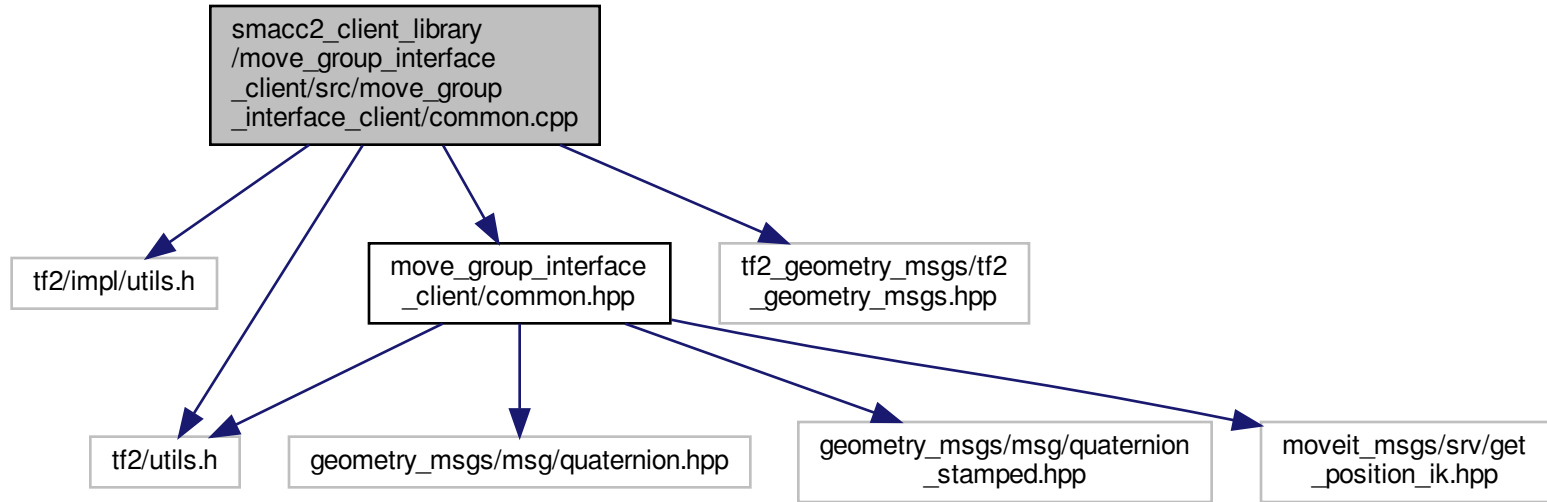 smacc2_client_library
/move_group_interface
_client/src/move_group
_interface_client/common.cpp
tf2/impl/utils.h
move_group_interface
_client/common.hpp
tf2_geometry_msgs/tf2
_geometry_msgs.hpp
tf2/utils.h
geometry_msgs/msg/quaternion.hpp
geometry_msgs/msg/quaternion
_stamped.hpp
moveit_msgs/srv/get
_position_ik.hpp